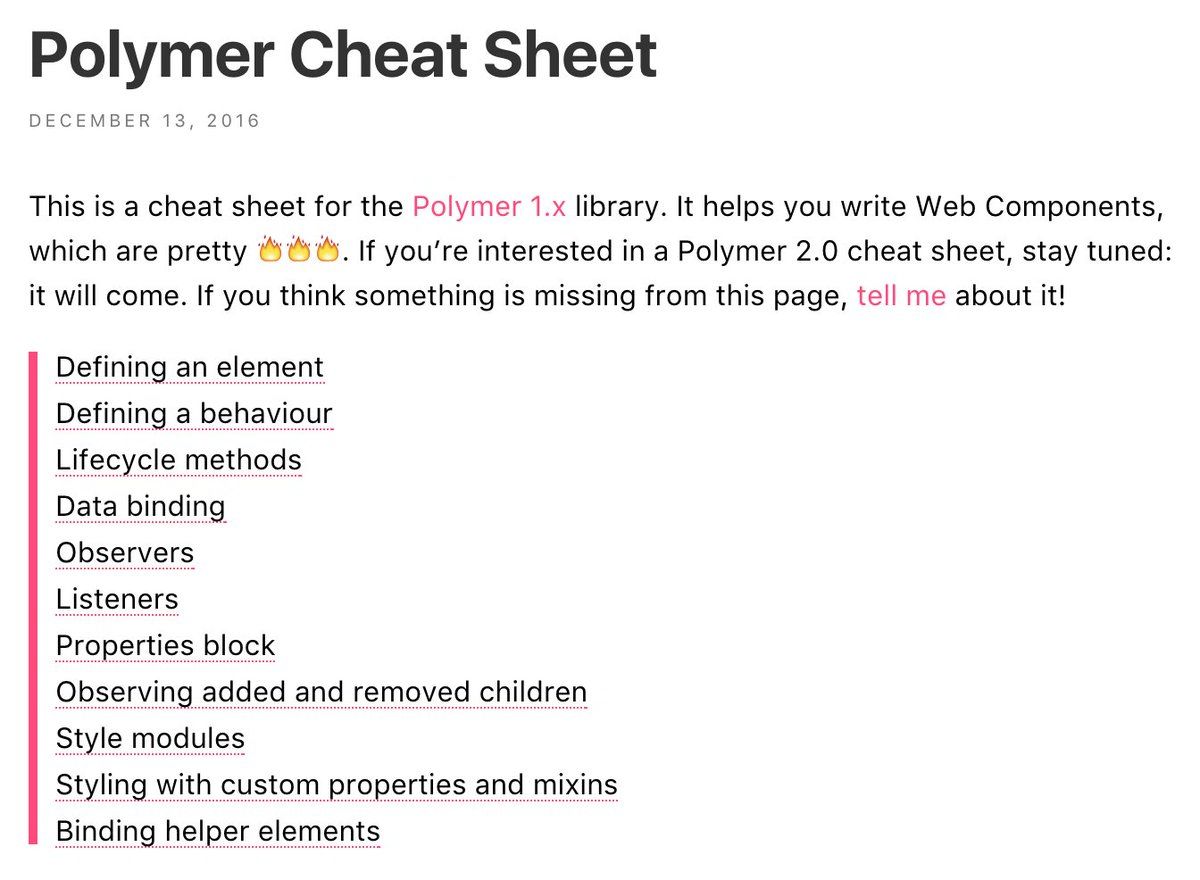 Polymer Cheat Sheet
DECEMBER 13, 2016
This is a cheat sheet for the Polymer 1.x library. It helps you write Web Components,
which are pretty 🔥🔥🔥. If you’re interested in a Polymer 2.0 cheat sheet, stay tuned:
it will come. If you think something is missing from this page, tell me about it!
Defining an element
Defining a behaviour
Lifecycle methods
Data binding
Observers
Listeners
Properties block
Observing added and removed children
Style modules
Styling with custom properties and mixins
Binding helper elements